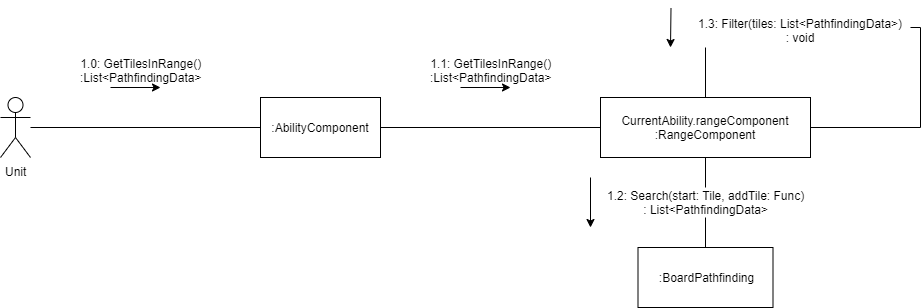 1.3: Filter(tiles: List<PathfindingData>)
: void
1.0: GetTilesInRange()
:List<PathfindingData>
1.1: GetTilesInRange()
:List<PathfindingData>
:AbilityComponent
CurrentAbility.rangeComponent
:RangeComponent
Unit
1.2: Search(start: Tile, addTile: Func)
: List<PathfindingData>
:BoardPathfinding